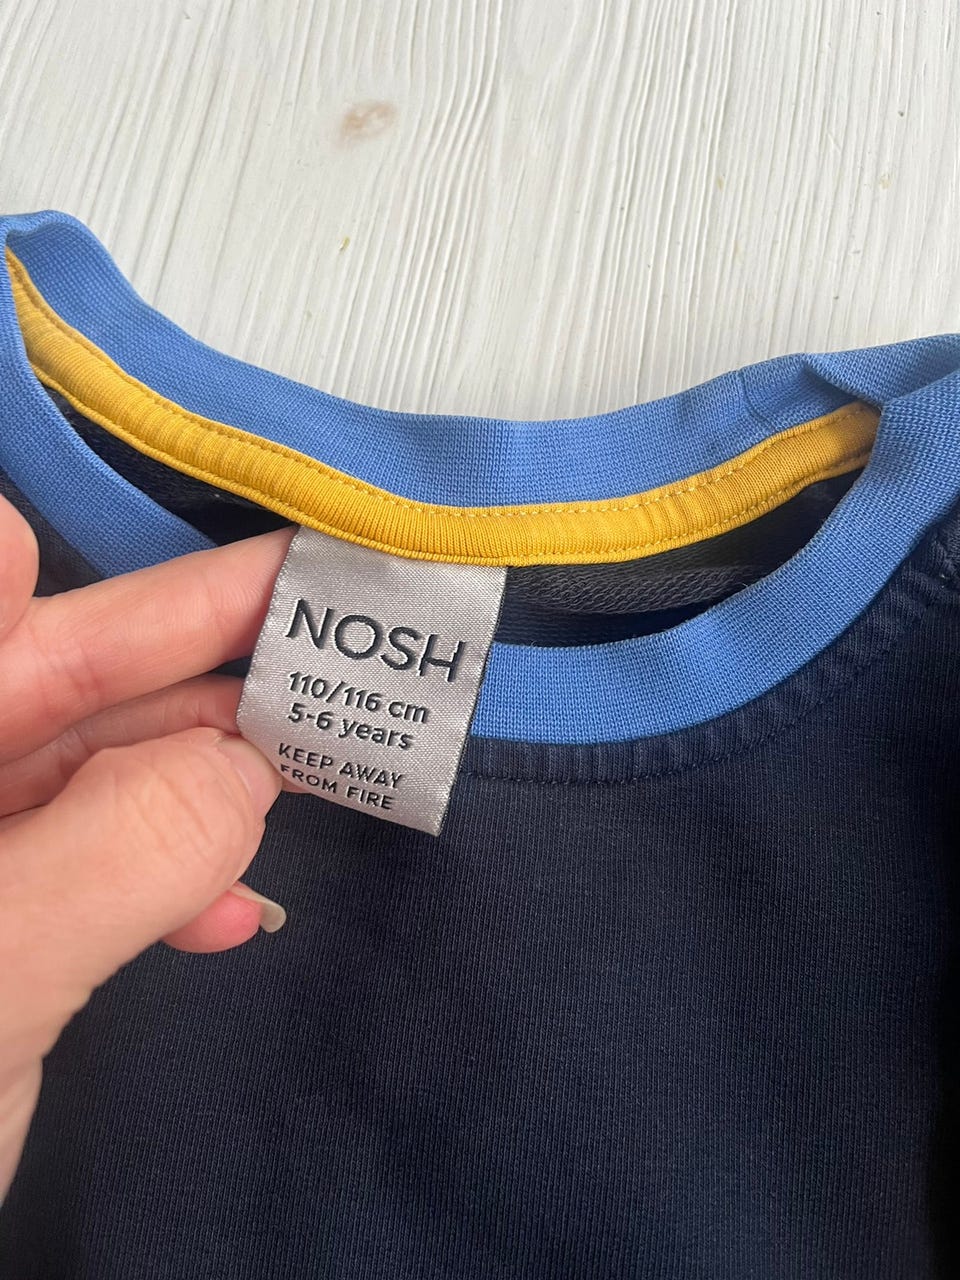 NOSH
110/116 cm
5-6 years
KEEP AWAY
FROM FIRE